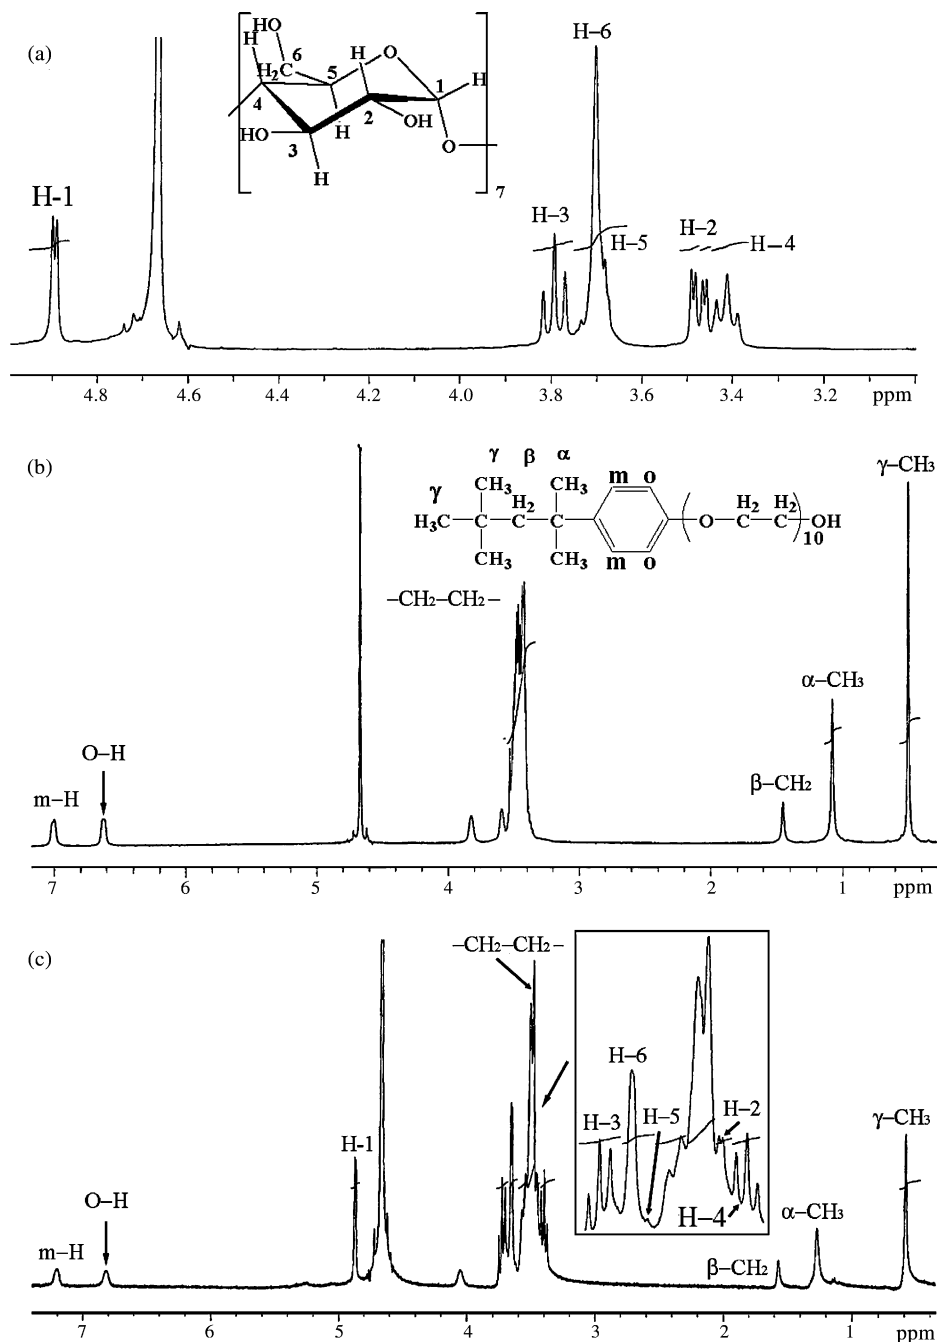 (a)
HO
H
6
H₂C
5
O
H
1
H
4
HO
3
H
2
OH
O
H
7
H-1
H–3
H–6
H–5
H–2
H–4
4.8 4.6 4.4 4.2 4.0 3.8 3.6 3.4 3.2 ppm
(b)
γ β α
γ CH₃ H₂ CH₃ m o H₂ H₂
H₃C–C–C–C O–C–C OH
10
CH₃ CH₃ m o
–CH₂–CH₂–
γ–CH₃
α–CH₃
β–CH₂
O–H
m–H
7 6 5 4 3 2 1 ppm
(c)
–CH₂–CH₂–
H–6
H–3
H–5
H–2
H–4
γ–CH₃
H-1
O–H
α–CH₃
m–H
β–CH₂
7 6 5 4 3 2 1 ppm